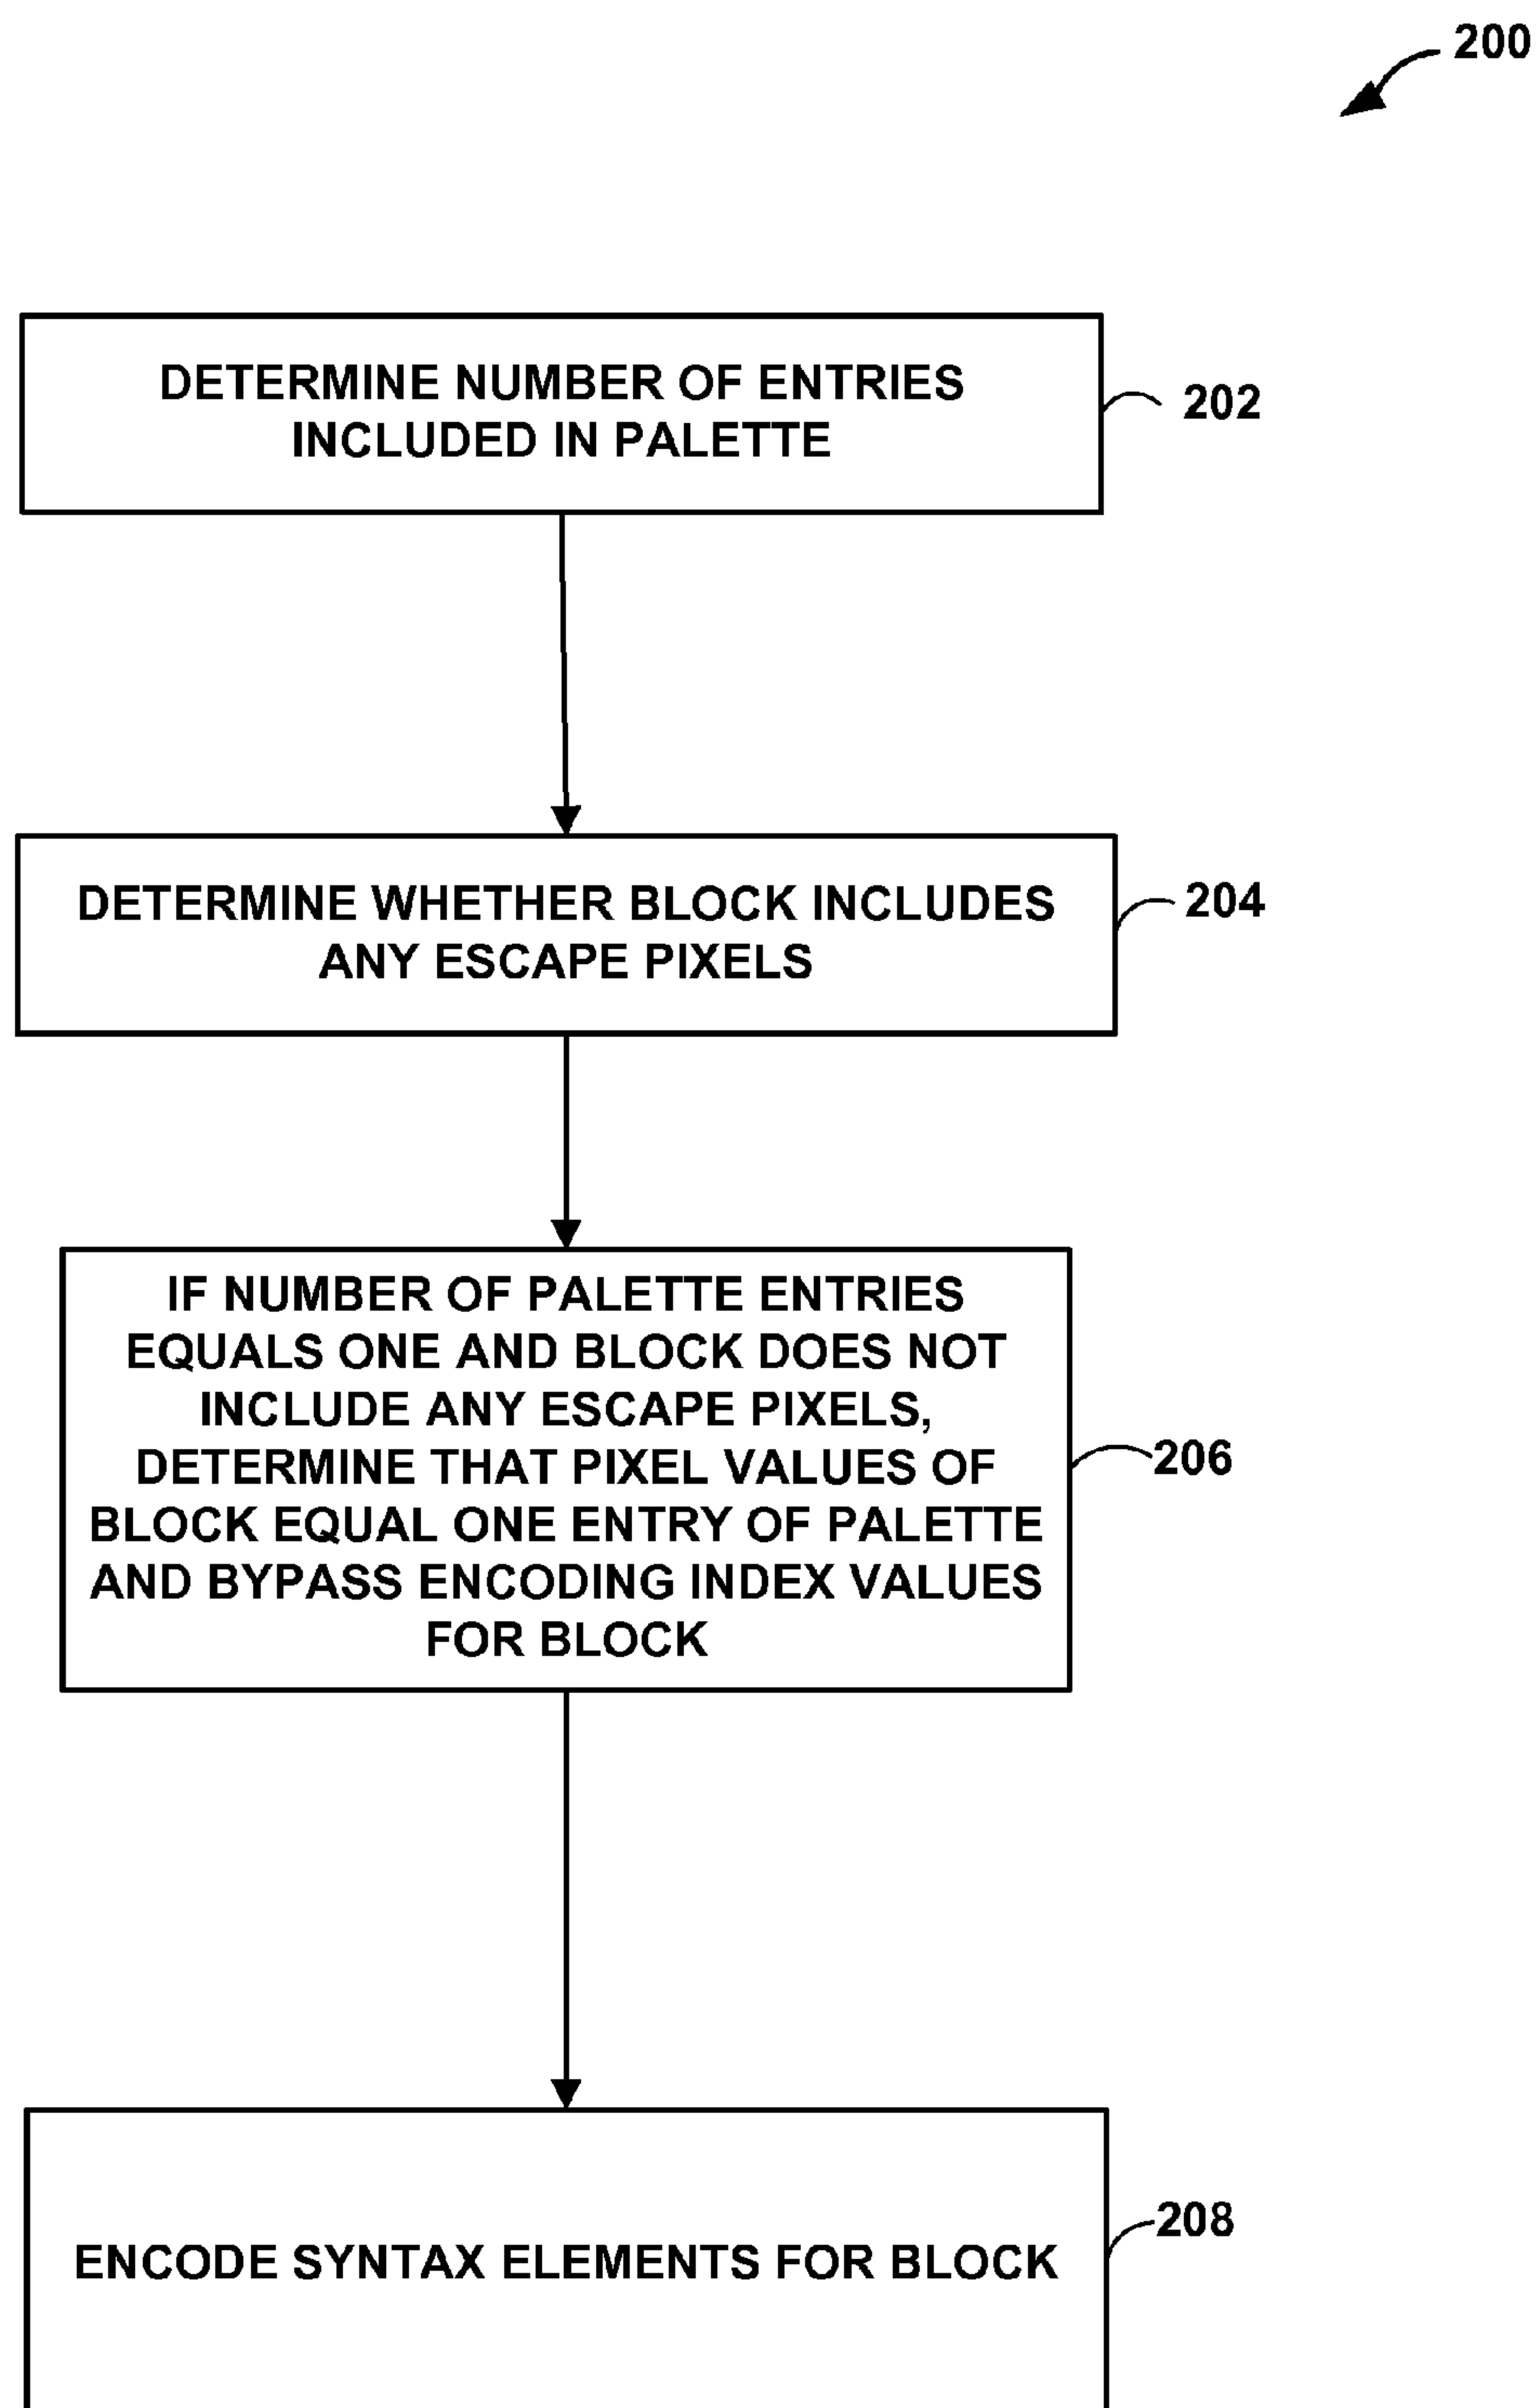 200
DETERMINE NUMBER OF ENTRIES
INCLUDED IN PALETTE
202
DETERMINE WHETHER BLOCK INCLUDES
ANY ESCAPE PIXELS
204
IF NUMBER OF PALETTE ENTRIES
EQUALS ONE AND BLOCK DOES NOT
INCLUDE ANY ESCAPE PIXELS,
DETERMINE THAT PIXEL VALUES OF
BLOCK EQUAL ONE ENTRY OF PALETTE
AND BYPASS ENCODING INDEX VALUES
FOR BLOCK
206
ENCODE SYNTAX ELEMENTS FOR BLOCK
208